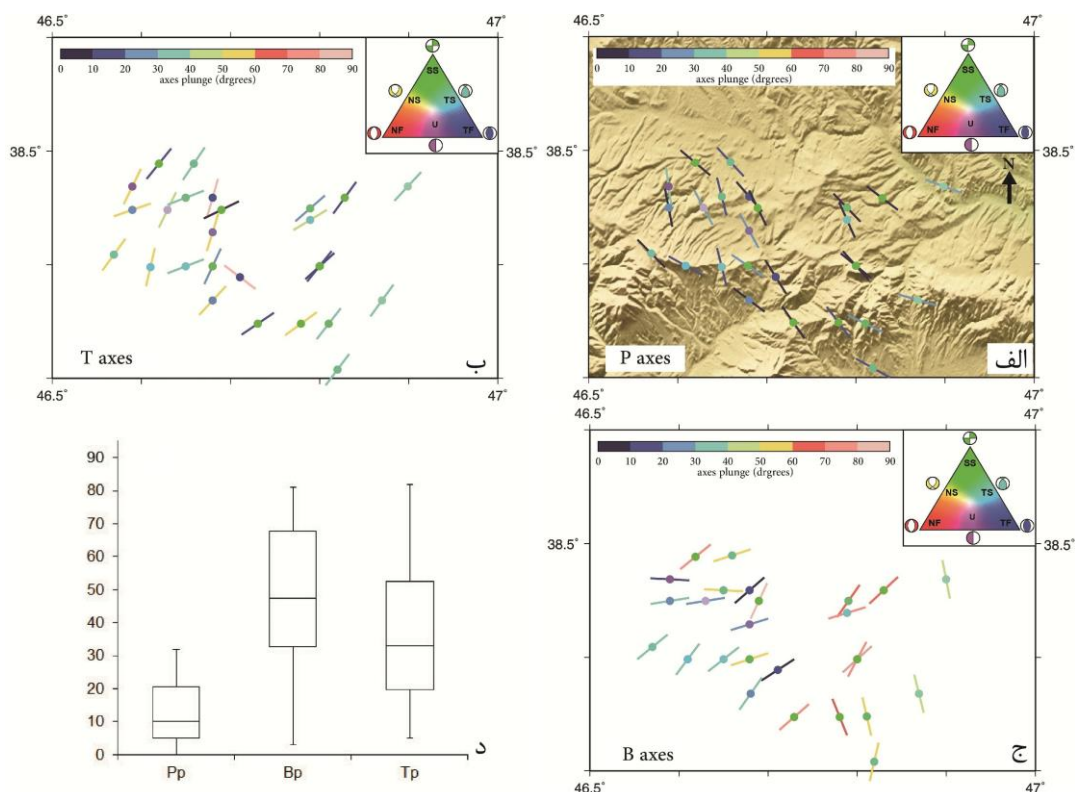 46.5˚ 47˚
0 10 20 30 40 50 60 70 80 90
axes plunge (drgrees)
SS
NS TS
U
NF TF
38.5˚ 38.5˚
T axes
ب
46.5˚ 47˚
46.5˚ 47˚
0 10 20 30 40 50 60 70 80 90
axes plunge (drgrees)
SS
NS TS
U
NF TF
N
38.5˚
P axes
الف
46.5˚ 47˚
90
80
70
60
50
40
30
20
10
0
Pp Bp Tp
د
46.5˚ 46.5˚
0 10 20 30 40 50 60 70 80 90
axes plunge (drgrees)
SS
NS TS
U
NF TF
38.5˚ 38.5˚
B axes
ج
46.5˚ 47˚